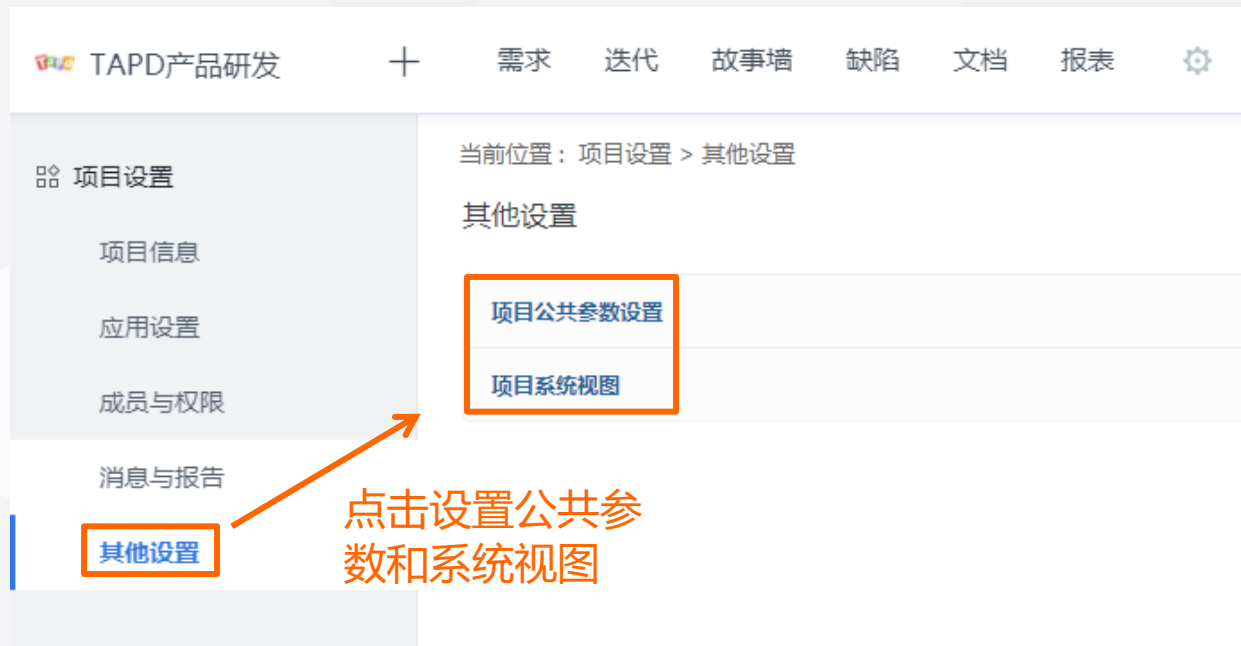 TAPD TAPD产品研发 需求 迭代 故事墙 缺陷 文档 报表
项目设置
项目信息
应用设置
成员与权限
消息与报告
其他设置
当前位置：项目设置 > 其他设置
其他设置
项目公共参数设置
项目系统视图
点击设置公共参
数和系统视图